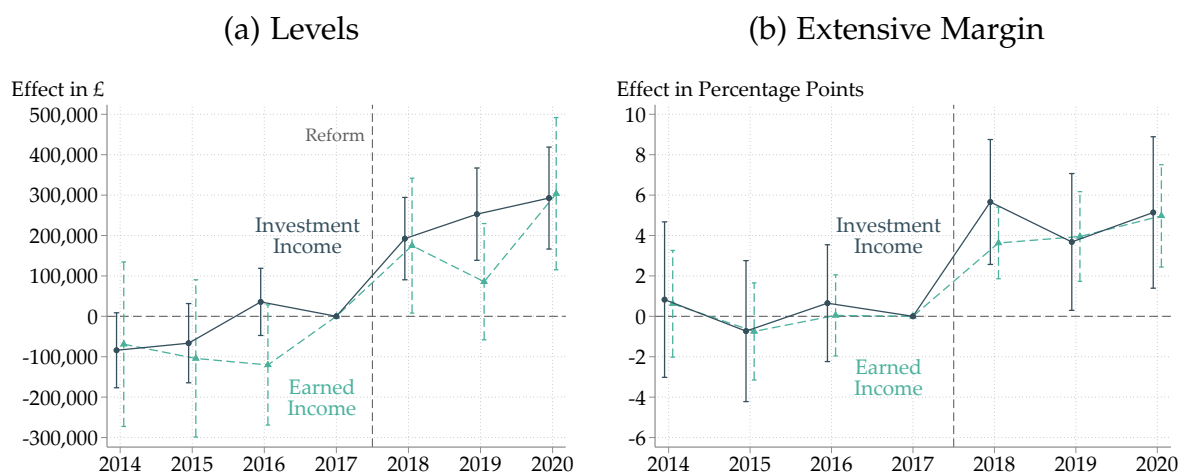 (a) Levels
Effect in £
500,000
400,000
300,000
200,000
100,000
0
-100,000
-200,000
-300,000
Reform
Investment
Income
Earned
Income
2014 2015 2016 2017 2018 2019 2020
(b) Extensive Margin
Effect in Percentage Points
10
8
6
4
2
0
-2
-4
-6
Investment
Income
Earned
Income
2014 2015 2016 2017 2018 2019 2020